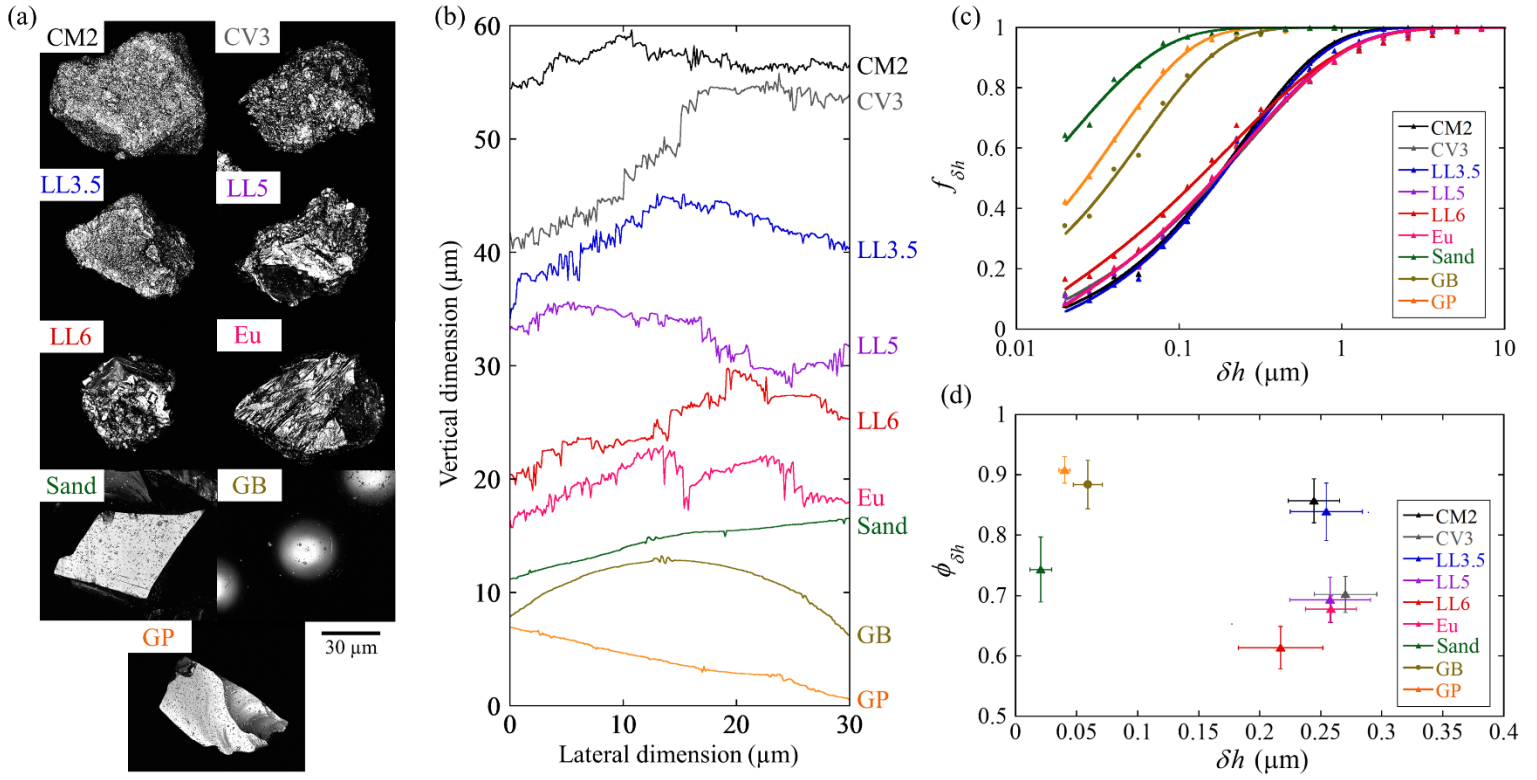 (a)
CM2
CV3
LL3.5
LL5
LL6
Eu
Sand
GB
GP
30 µm
(b)
60
50
40
30
20
10
0
Vertical dimension (µm)
CM2
CV3
LL3.5
LL5
LL6
Eu
Sand
GB
GP
0
10
20
30
Lateral dimension (µm)
(c)
1
0.8
0.6
0.4
0.2
0
f δh
CM2
CV3
LL3.5
LL5
LL6
Eu
Sand
GB
GP
0.01
0.1
1
10
δh (µm)
(d)
1
0.9
0.8
0.7
0.6
0.5
ϕ δh
CM2
CV3
LL3.5
LL5
LL6
Eu
Sand
GB
GP
0
0.05
0.1
0.15
0.2
0.25
0.3
0.35
0.4
δh (µm)